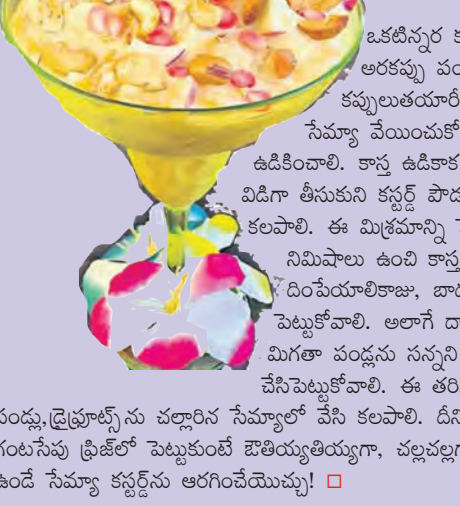 ఒకటిన్నర క
అరకప్పు పం
కప్పులుతయారీ
సేమ్యా వేయించుకో
ఉడికించాలి. కాస్త ఉడికాక
విడిగా తీసుకుని కస్టర్డ్ పౌడ
కలపాలి. ఈ మిశ్రమాన్ని
నిమిషాలు ఉంచి కాస్త
దింపేయాలికాజు, బాద
పెట్టుకోవాలి. అలాగే దా
మిగతా పండ్లను సన్నని
చేసిపెట్టుకోవాలి. ఈ తరి
పండ్లు,డ్రైఫ్రూట్స్‌ను చల్లారిన సేమ్యాలో వేసి కలపాలి. దీని
గంటసేపు ఫ్రిజ్‌లో పెట్టుకుంటే ఔతియ్యతియ్యగా, చల్లచల్లగ
ఉండే సేమ్యా కస్టర్డ్‌ను ఆరగించేయొచ్చు!